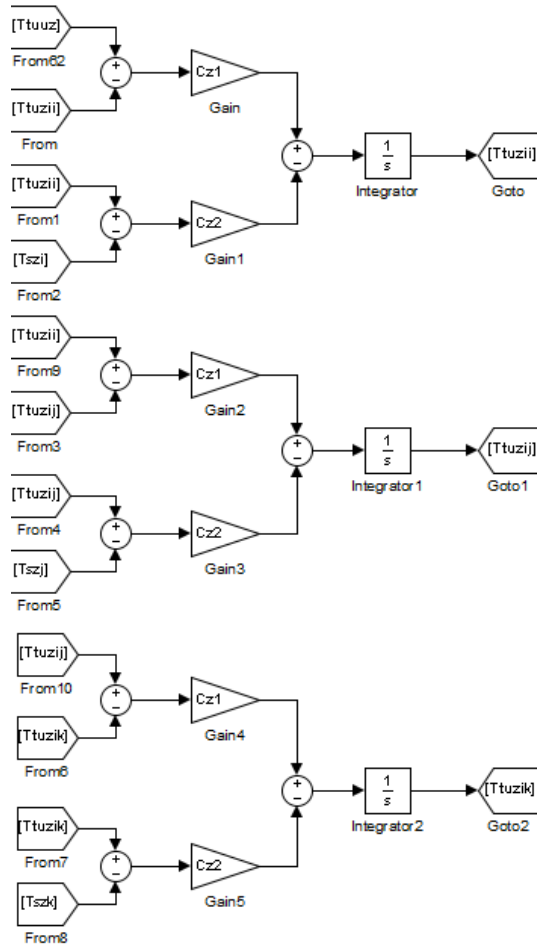 [Ttuuz]
From62
+
−
Cz1
Gain
[Ttuzii]
From
+
−
1
s
Integrator
[Ttuzii]
Goto
[Ttuzii]
From1
+
−
Cz2
Gain1
[Tszi]
From2
[Ttuzii]
From9
+
−
Cz1
Gain2
[Ttuzij]
From3
+
−
1
s
Integrator1
[Ttuzij]
Goto1
[Ttuzij]
From4
+
−
Cz2
Gain3
[Tszj]
From5
[Ttuzij]
From10
+
−
Cz1
Gain4
[Ttuzik]
From6
+
−
1
s
Integrator2
[Ttuzik]
Goto2
[Ttuzik]
From7
+
−
Cz2
Gain5
[Tszk]
From8